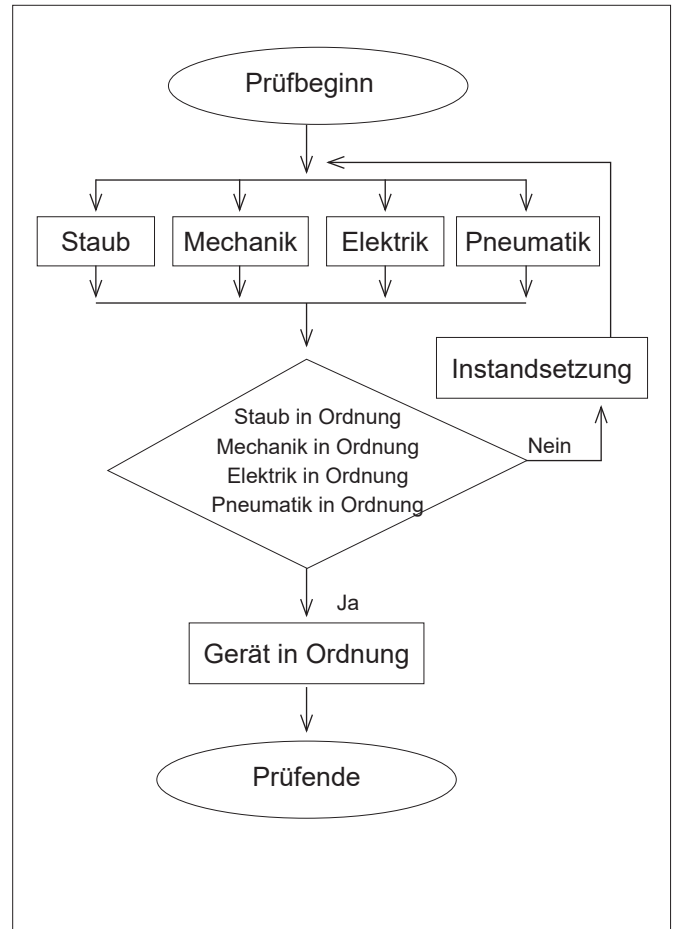 Prüfbeginn
Staub
Mechanik
Elektrik
Pneumatik
Instandsetzung
Staub in Ordnung
Mechanik in Ordnung
Elektrik in Ordnung
Pneumatik in Ordnung
Nein
Ja
Gerät in Ordnung
Prüfende